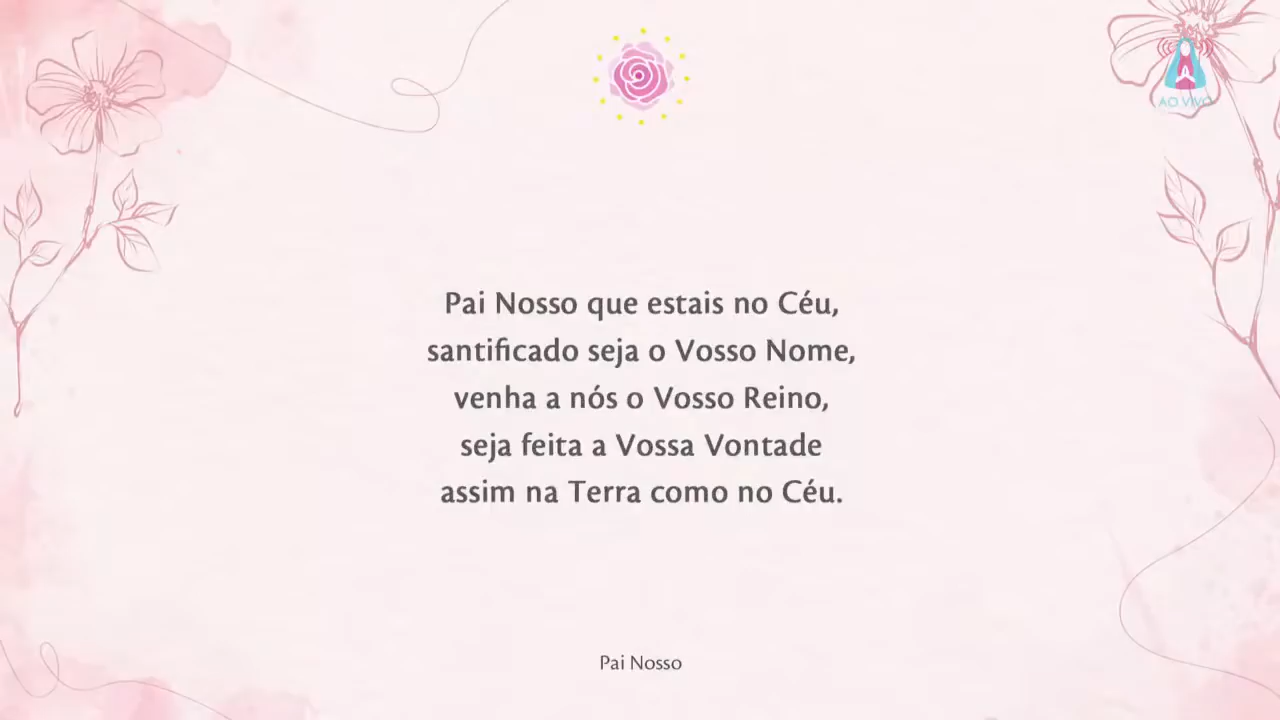 AO VIVO
Pai Nosso que estais no Céu,
santificado seja o Vosso Nome,
venha a nós o Vosso Reino,
seja feita a Vossa Vontade
assim na Terra como no Céu.
Pai Nosso